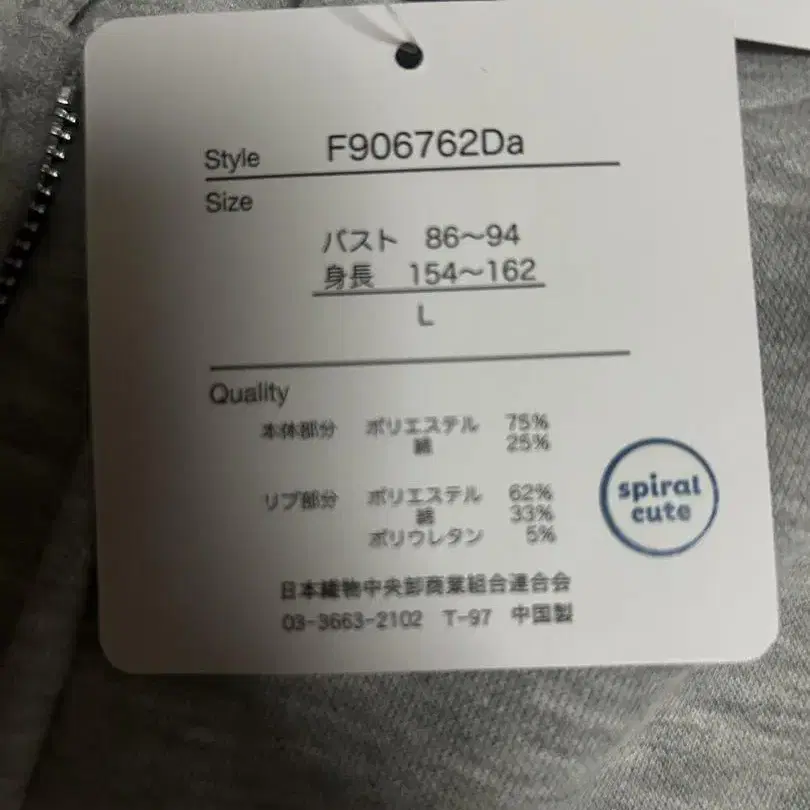 Style F906762Da
Size
バスト 86〜94
身長 154〜162
L
Quality
本体部分 ポリエステル 75%
綿 25%
リブ部分 ポリエステル 62%
綿 33%
ポリウレタン 5%
spiral
cute
日本織物中央卸商業組合連合会
03-3663-2102 T-97 中国製